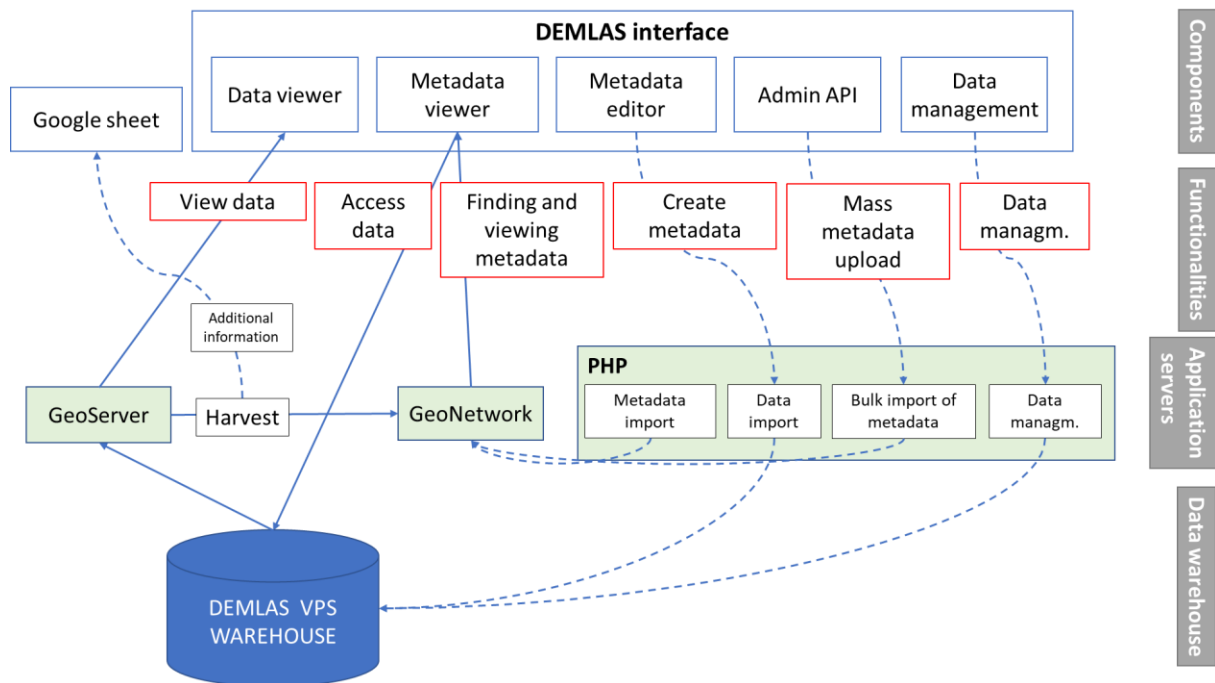 DEMLAS interface
Components
Data viewer
Metadata
viewer
Metadata
editor
Admin API
Data
management
Google sheet
Functionalities
View data
Access
data
Finding and
viewing
metadata
Create
metadata
Mass
metadata
upload
Data
managm.
Additional
information
Application
servers
PHP
GeoServer
Harvest
GeoNetwork
Metadata
import
Data
import
Bulk import of
metadata
Data
managm.
Data warehouse
DEMLAS VPS
WAREHOUSE